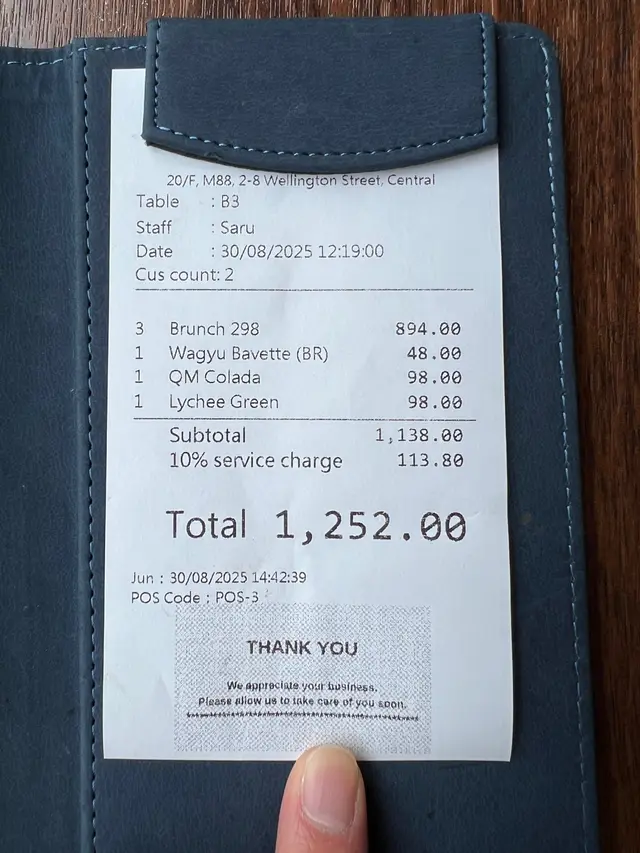 20/F, M88, 2-8 Wellington Street, Central
Table : B3
Staff : Saru
Date : 30/08/2025 12:19:00
Cus count: 2
3 Brunch 298 894.00
1 Wagyu Bavette (BR) 48.00
1 QM Colada 98.00
1 Lychee Green 98.00
Subtotal 1,138.00
10% service charge 113.80
Total 1,252.00
Jun : 30/08/2025 14:42:39
POS Code : POS-3
THANK YOU
We appreciate your business.
Please allow us to take care of you soon.